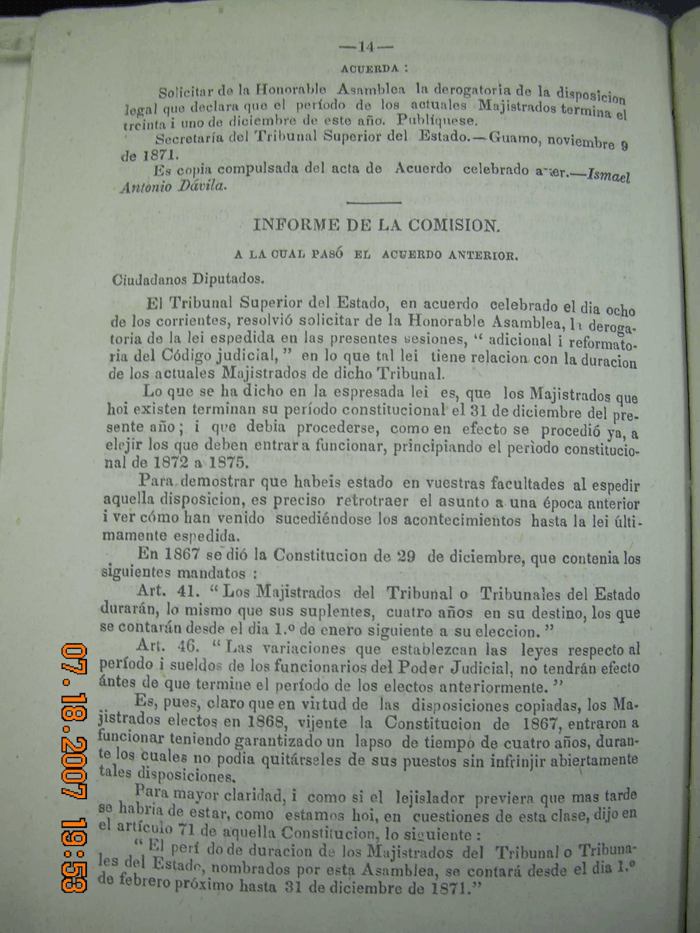 —14—
ACUERDA:
Solicitar de la Honorable Asamblea la derogatoria de la disposicion
legal que declara que el período de los actuales Majistrados termina el
treinta i uno de diciembre de este año. Publíquese.
Secretaría del Tribunal Superior del Estado.—Guamo, noviembre 9
de 1871.
Es copia compulsada del acta de Acuerdo celebrado ayer.—Ismael
Antonio Dávila.
INFORME DE LA COMISION.
A LA CUAL PASÓ EL ACUERDO ANTERIOR.
Ciudadanos Diputados.
El Tribunal Superior del Estado, en acuerdo celebrado el dia ocho
de los corrientes, resolvió solicitar de la Honorable Asamblea, la deroga-
toria de la lei espedida en las presentes sesiones, “ adicional i reformato-
ria del Código judicial, ” en lo que tal lei tiene relacion con la duracion
de los actuales Majistrados de dicho Tribunal.
Lo que se ha dicho en la espresada lei es, que los Majistrados que
hoi existen terminan su período constitucional el 31 de diciembre del pre-
sente año ; i que debia procederse, como en efecto se procedió ya, a
elejir los que deben entrar a funcionar, principiando el periodo constitucio-
nal de 1872 a 1875.
Para demostrar que habeis estado en vuestras facultades al espedir
aquella disposicion, es preciso retrotraer el asunto a una época anterior
i ver cómo han venido sucediéndose los acontecimientos hasta la lei últi-
mamente espedida.
En 1867 se dió la Constitucion de 29 de diciembre, que contenia los
siguientes mandatos :
Art. 41. “ Los Majistrados del Tribunal o Tribunales del Estado
durarán, lo mismo que sus suplentes, cuatro años en su destino, los que
se contarán desde el dia 1.º de enero siguiente a su eleccion. ”
Art. 46. “ Las variaciones que establezcan las leyes respecto al
período i sueldos de los funcionarios del Poder Judicial, no tendrán efecto
ántes de que termine el período de los electos anteriormente. ”
Es, pues, claro que en virtud de las disposiciones copiadas, los Ma-
jistrados electos en 1868, vijente la Constitucion de 1867, entraron a
funcionar teniendo garantizado un lapso de tiempo de cuatro años, duran-
te los cuales no podia quitárseles de sus puestos sin infrinjir abiertamente
tales disposiciones.
Para mayor claridad, i como si el lejislador previera que mas tarde
se habria de estar, como estamos hoi, en cuestiones de esta clase, dijo en
el artículo 71 de aquella Constitucion, lo siguiente :
“ El perí do de duracion de los Majistrados del Tribunal o Tribuna-
les del Estado, nombrados por esta Asamblea, se contará desde el dia 1.º
de febrero próximo hasta 31 de diciembre de 1871.”
07.18.2007 19:53